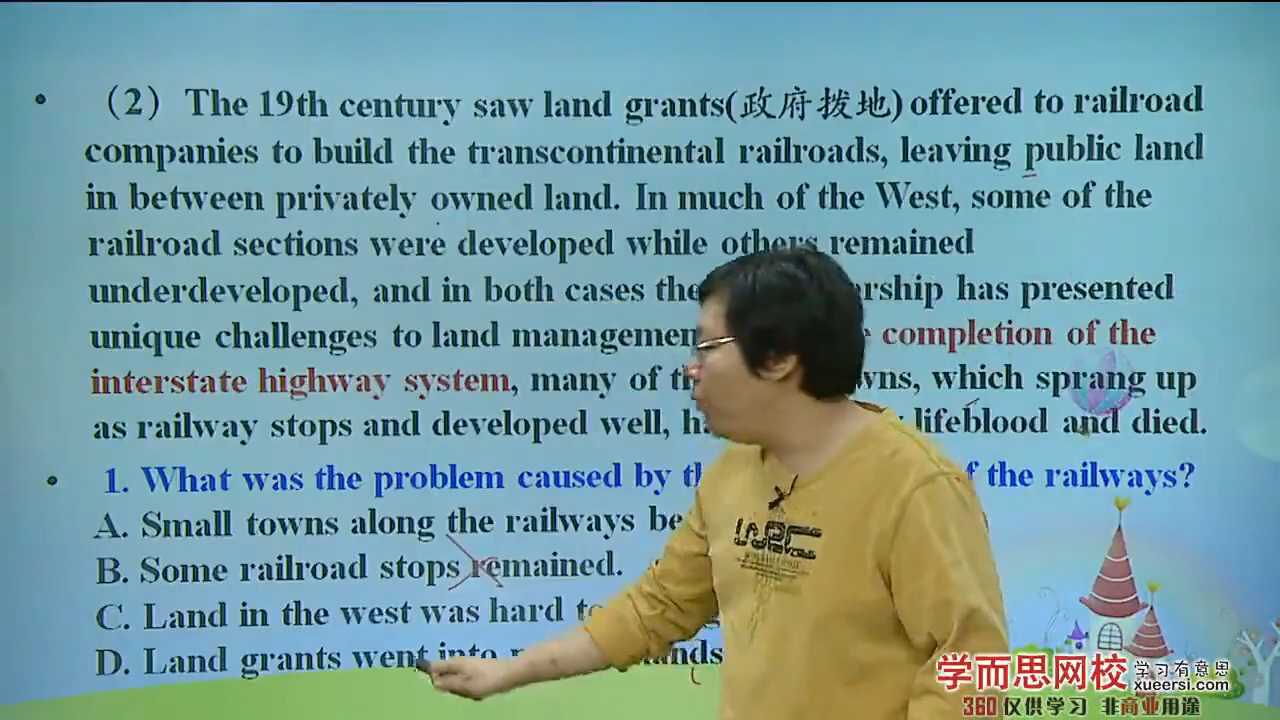 • （2） The 19th century saw land grants(政府拨地)offered to railroad
companies to build the transcontinental railroads, leaving public land
in between privately owned land. In much of the West, some of the
railroad sections were developed while others remained
underdeveloped, and in both cases the has presented
unique challenges to land completion of the
interstate highway system, many of which sprang up
as railway stops and developed well, lifeblood and died.
• 1. What was the problem caused by the railways?
A. Small towns along the railways
B. Some railroad stops remained.
C. Land in the west was hard
D. Land grants went into
学而思网校 学习有意思
xueersi.com
360 仅供学习 非商业用途